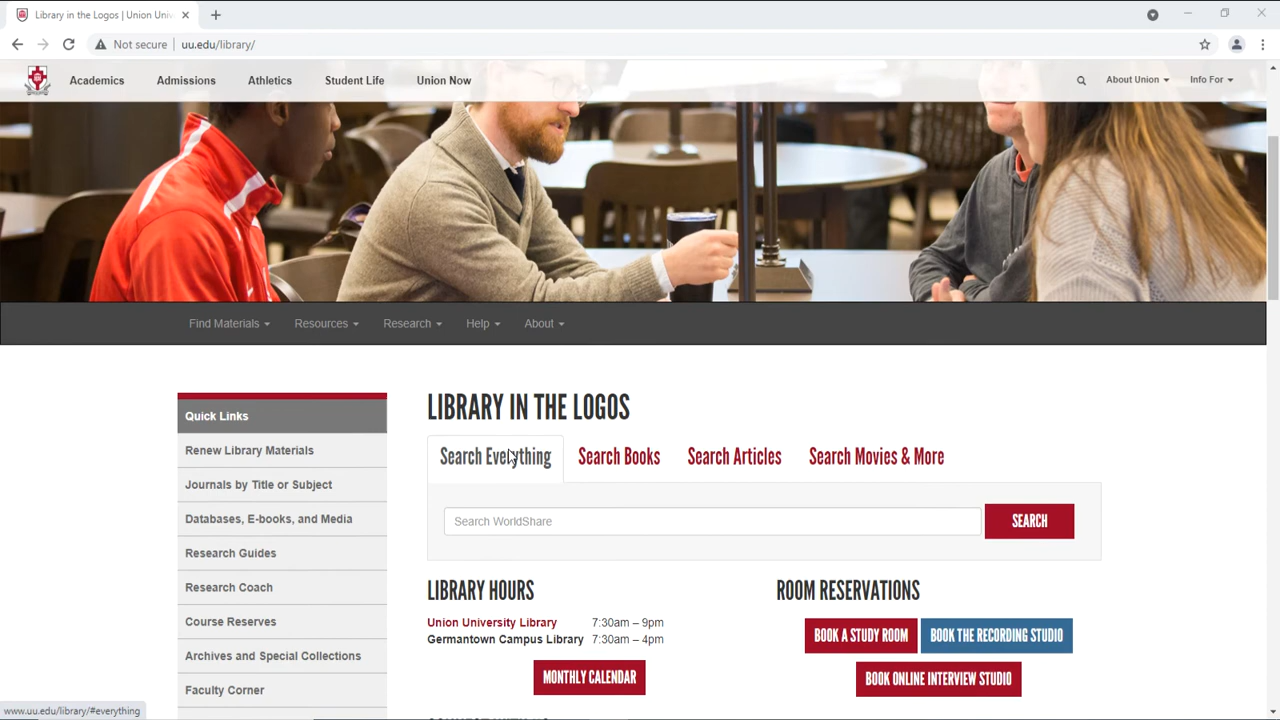 Library in the Logos | Union Univ
Not secure uu.edu/library/
Academics Admissions Athletics Student Life Union Now About Union Info For
Find Materials Resources Research Help About
Quick Links
Renew Library Materials
Journals by Title or Subject
Databases, E-books, and Media
Research Guides
Research Coach
Course Reserves
Archives and Special Collections
Faculty Corner
LIBRARY IN THE LOGOS
Search Everything Search Books Search Articles Search Movies & More
Search WorldShare SEARCH
LIBRARY HOURS
Union University Library 7:30am – 9pm
Germantown Campus Library 7:30am – 4pm
MONTHLY CALENDAR
ROOM RESERVATIONS
BOOK A STUDY ROOM BOOK THE RECORDING STUDIO
BOOK ONLINE INTERVIEW STUDIO
www.uu.edu/library/#everything